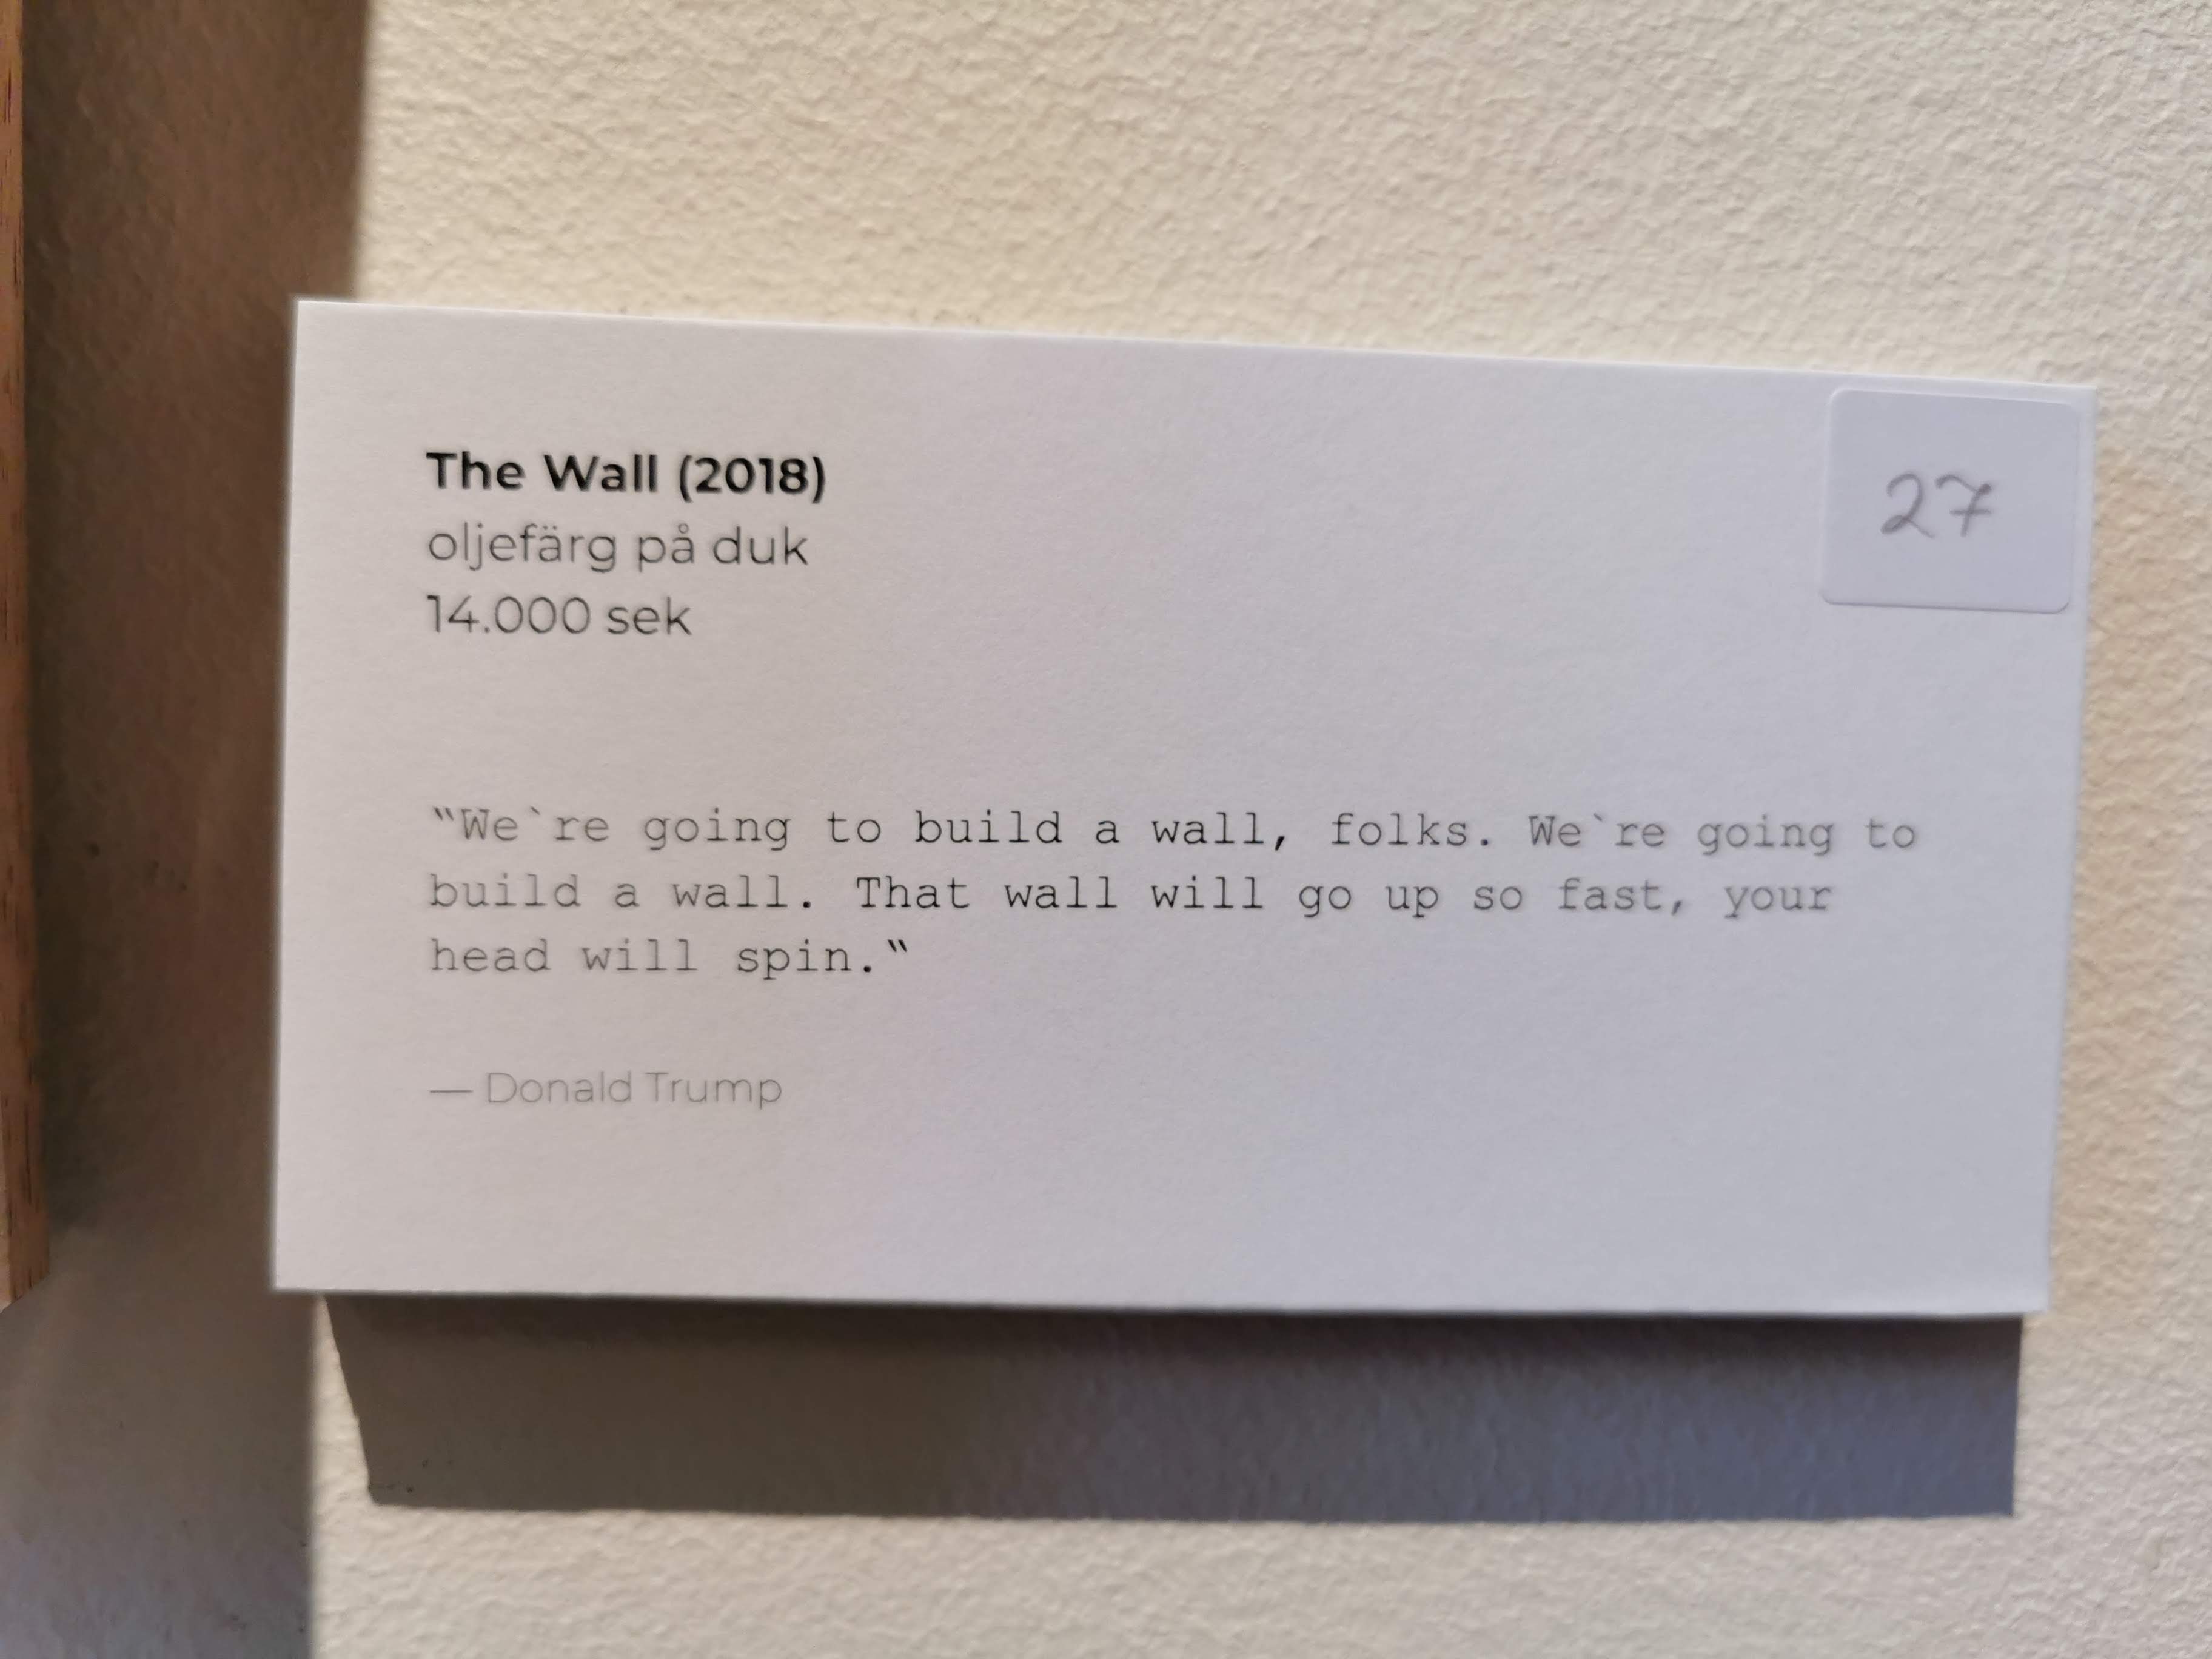 The Wall (2018)
27
oljefärg på duk
14.000 sek
‟We`re going to build a wall, folks. We`re going to
build a wall. That wall will go up so fast, your
head will spin.‟
— Donald Trump